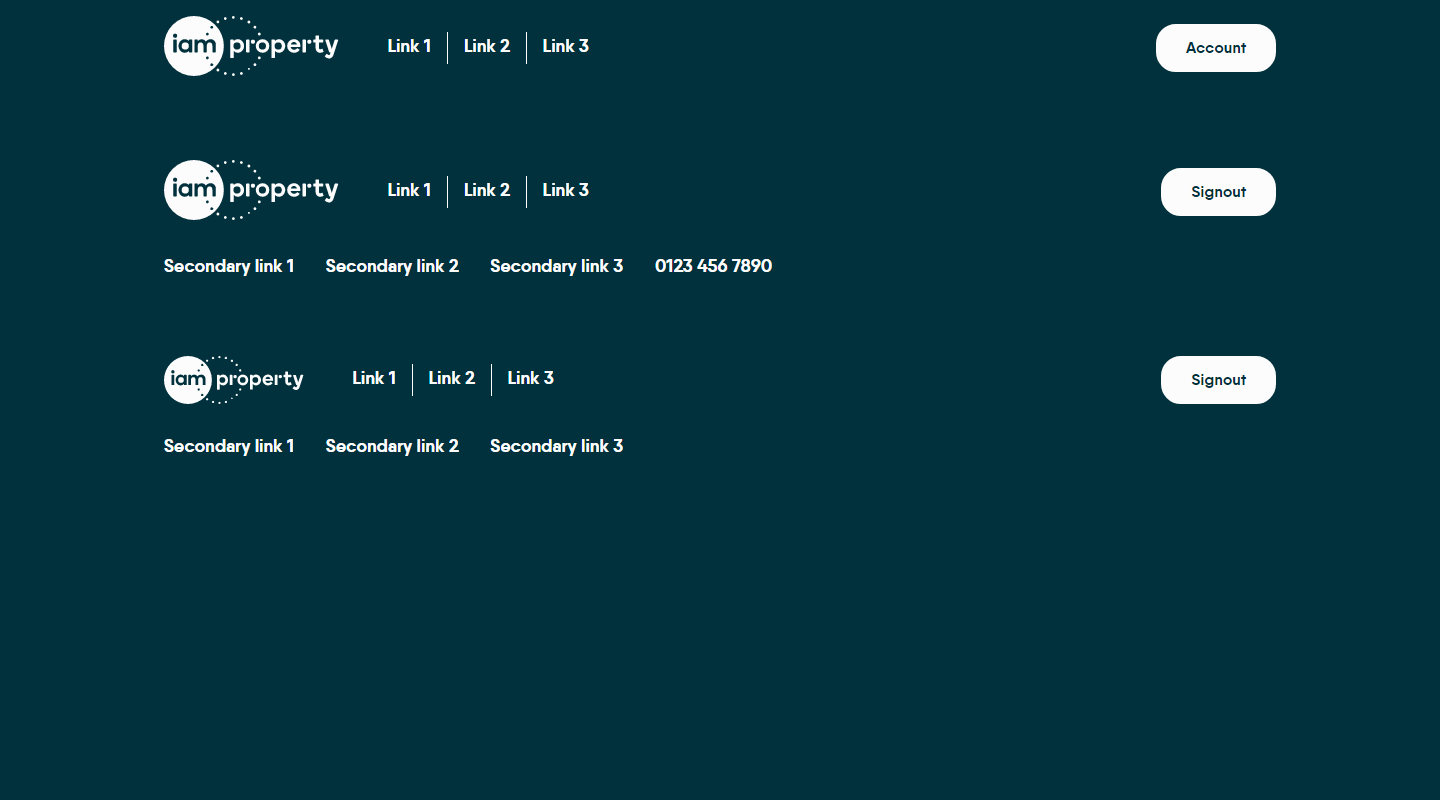 iam property Link 1 Link 2 Link 3 Account
iam property Link 1 Link 2 Link 3 Signout
Secondary link 1 Secondary link 2 Secondary link 3 0123 456 7890
iam property Link 1 Link 2 Link 3 Signout
Secondary link 1 Secondary link 2 Secondary link 3